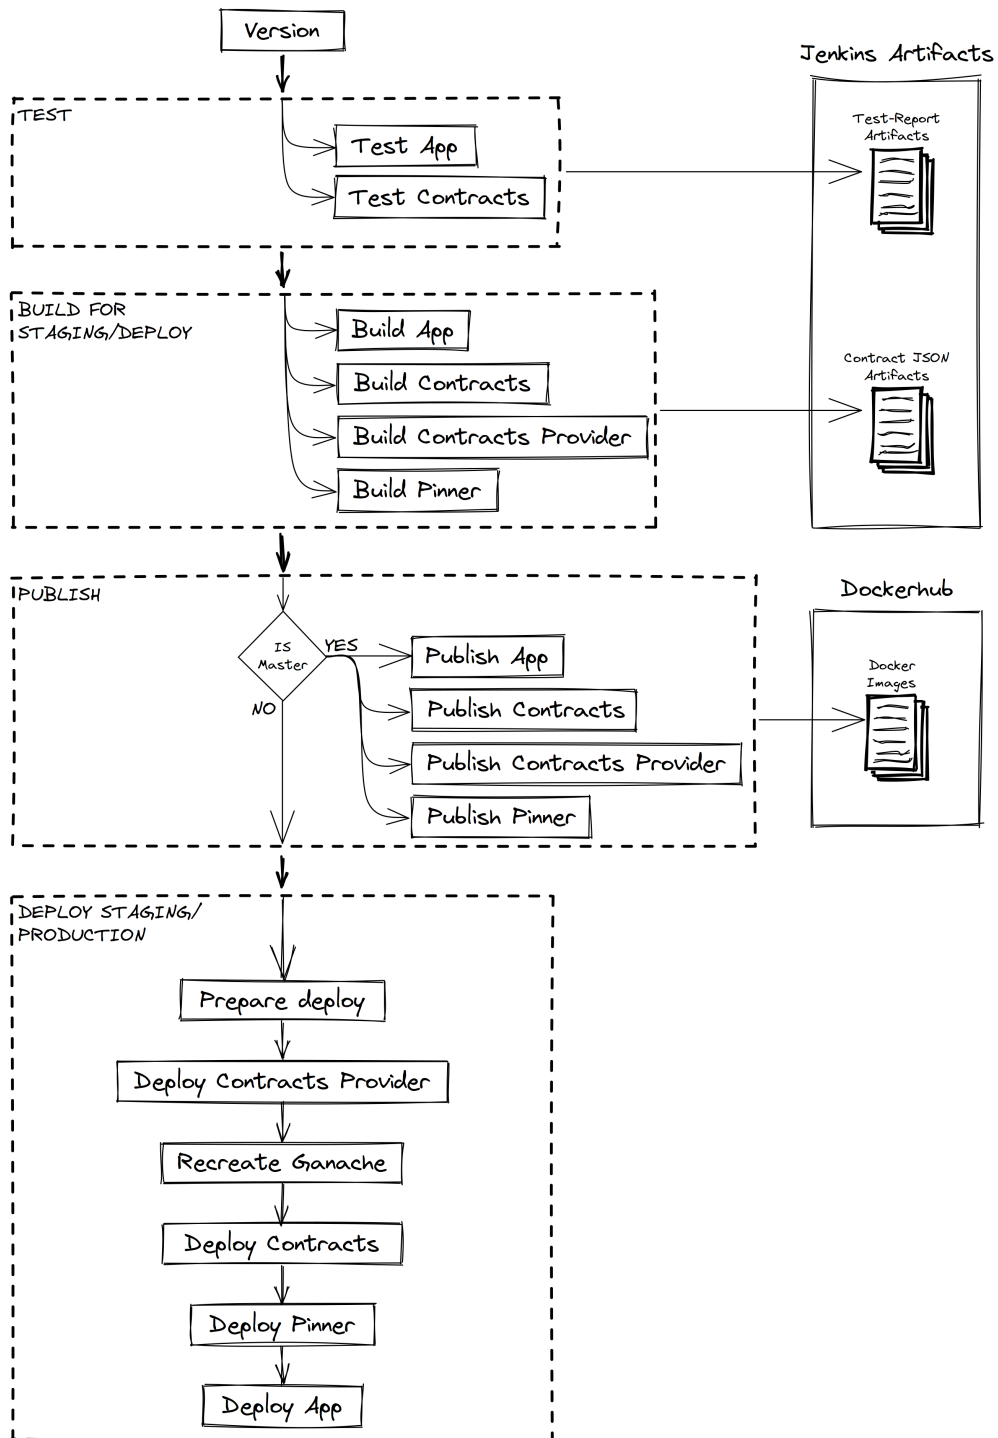 Version
Jenkins Artifacts
TEST
Test App
Test Contracts
Test-Report
Artifacts
BUILD FOR
STAGING/DEPLOY
Build App
Build Contracts
Build Contracts Provider
Build Pinner
Contract JSON
Artifacts
PUBLISH
IS
Master
YES
NO
Publish App
Publish Contracts
Publish Contracts Provider
Publish Pinner
Dockerhub
Docker
Images
DEPLOY STAGING/
PRODUCTION
Prepare deploy
Deploy Contracts Provider
Recreate Ganache
Deploy Contracts
Deploy Pinner
Deploy App